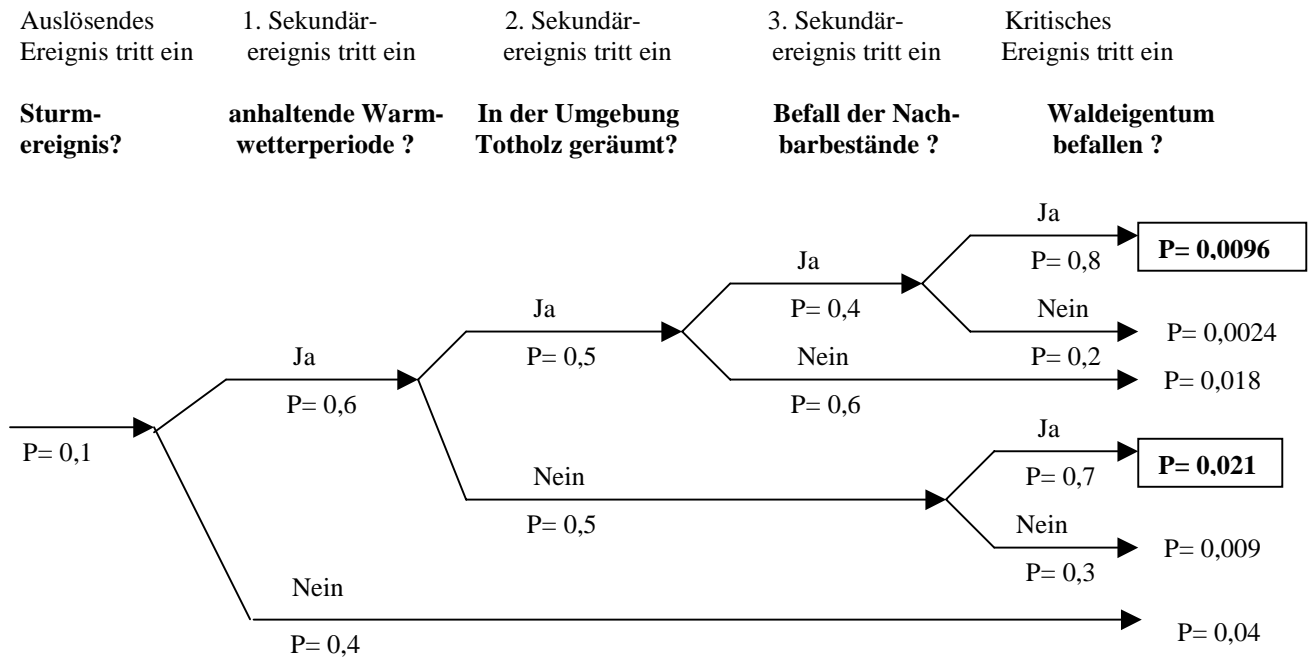 Auslösendes
Ereignis tritt ein
1. Sekundär-
ereignis tritt ein
2. Sekundär-
ereignis tritt ein
3. Sekundär-
ereignis tritt ein
Kritisches
Ereignis tritt ein
Sturm-
ereignis?
anhaltende Warm-
wetterperiode ?
In der Umgebung
Totholz geräumt?
Befall der Nach-
barbestände ?
Waldeigentum
befallen ?
Ja
P= 0,8
P= 0,0096
Ja
P= 0,4
Nein
P= 0,2
P= 0,0024
Ja
P= 0,5
Nein
P= 0,6
P= 0,018
Ja
P= 0,6
P= 0,1
Ja
P= 0,7
P= 0,021
Nein
P= 0,5
Nein
P= 0,3
P= 0,009
Nein
P= 0,4
P= 0,04